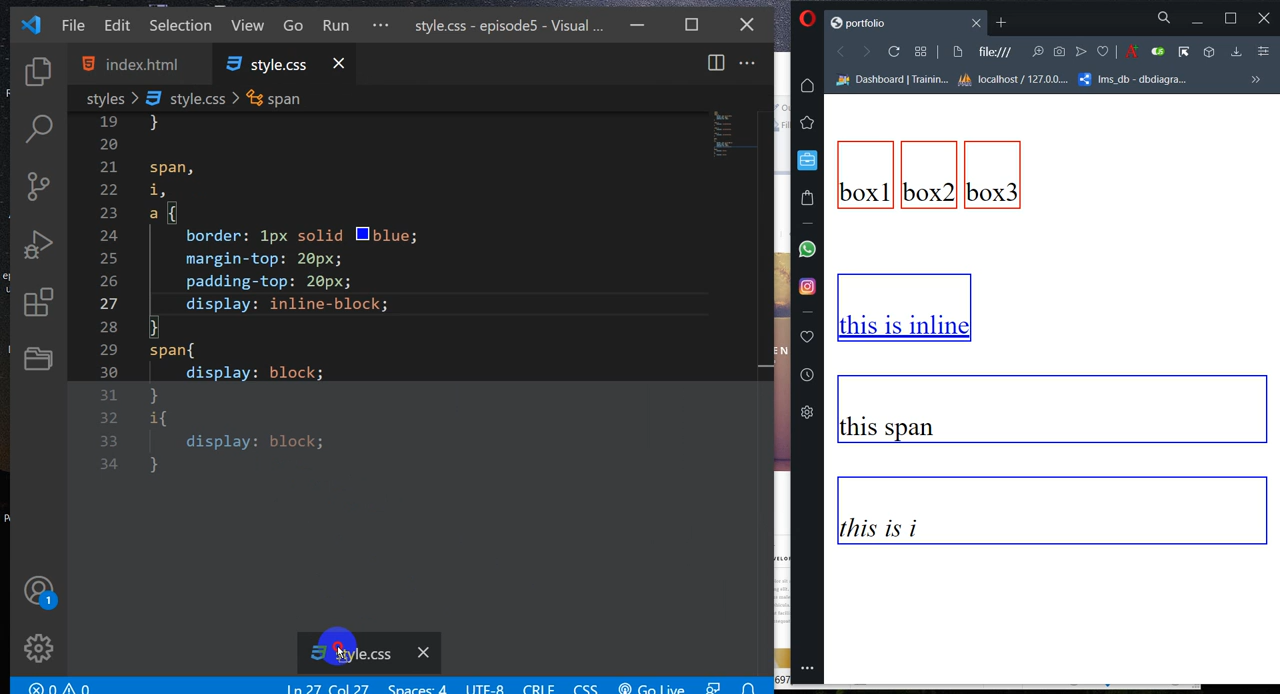 File Edit Selection View Go Run ··· style.css - episode5 - Visual ...
index.html
style.css
styles > style.css > span
19 }
20
21 span,
22 i,
23 a {
24 border: 1px solid blue;
25 margin-top: 20px;
26 padding-top: 20px;
27 display: inline-block;
28 }
29 span{
30 display: block;
31 }
32 i{
33 display: block;
34 }
1
style.css
0 0 Ln 27, Col 27 Spaces: 4 UTF-8 CRLF CSS Go Live
portfolio
file:///
Dashboard | Trainin... localhost / 127.0.0.... lms_db - dbdiagra...
box1 box2 box3
this is inline
this span
this is i